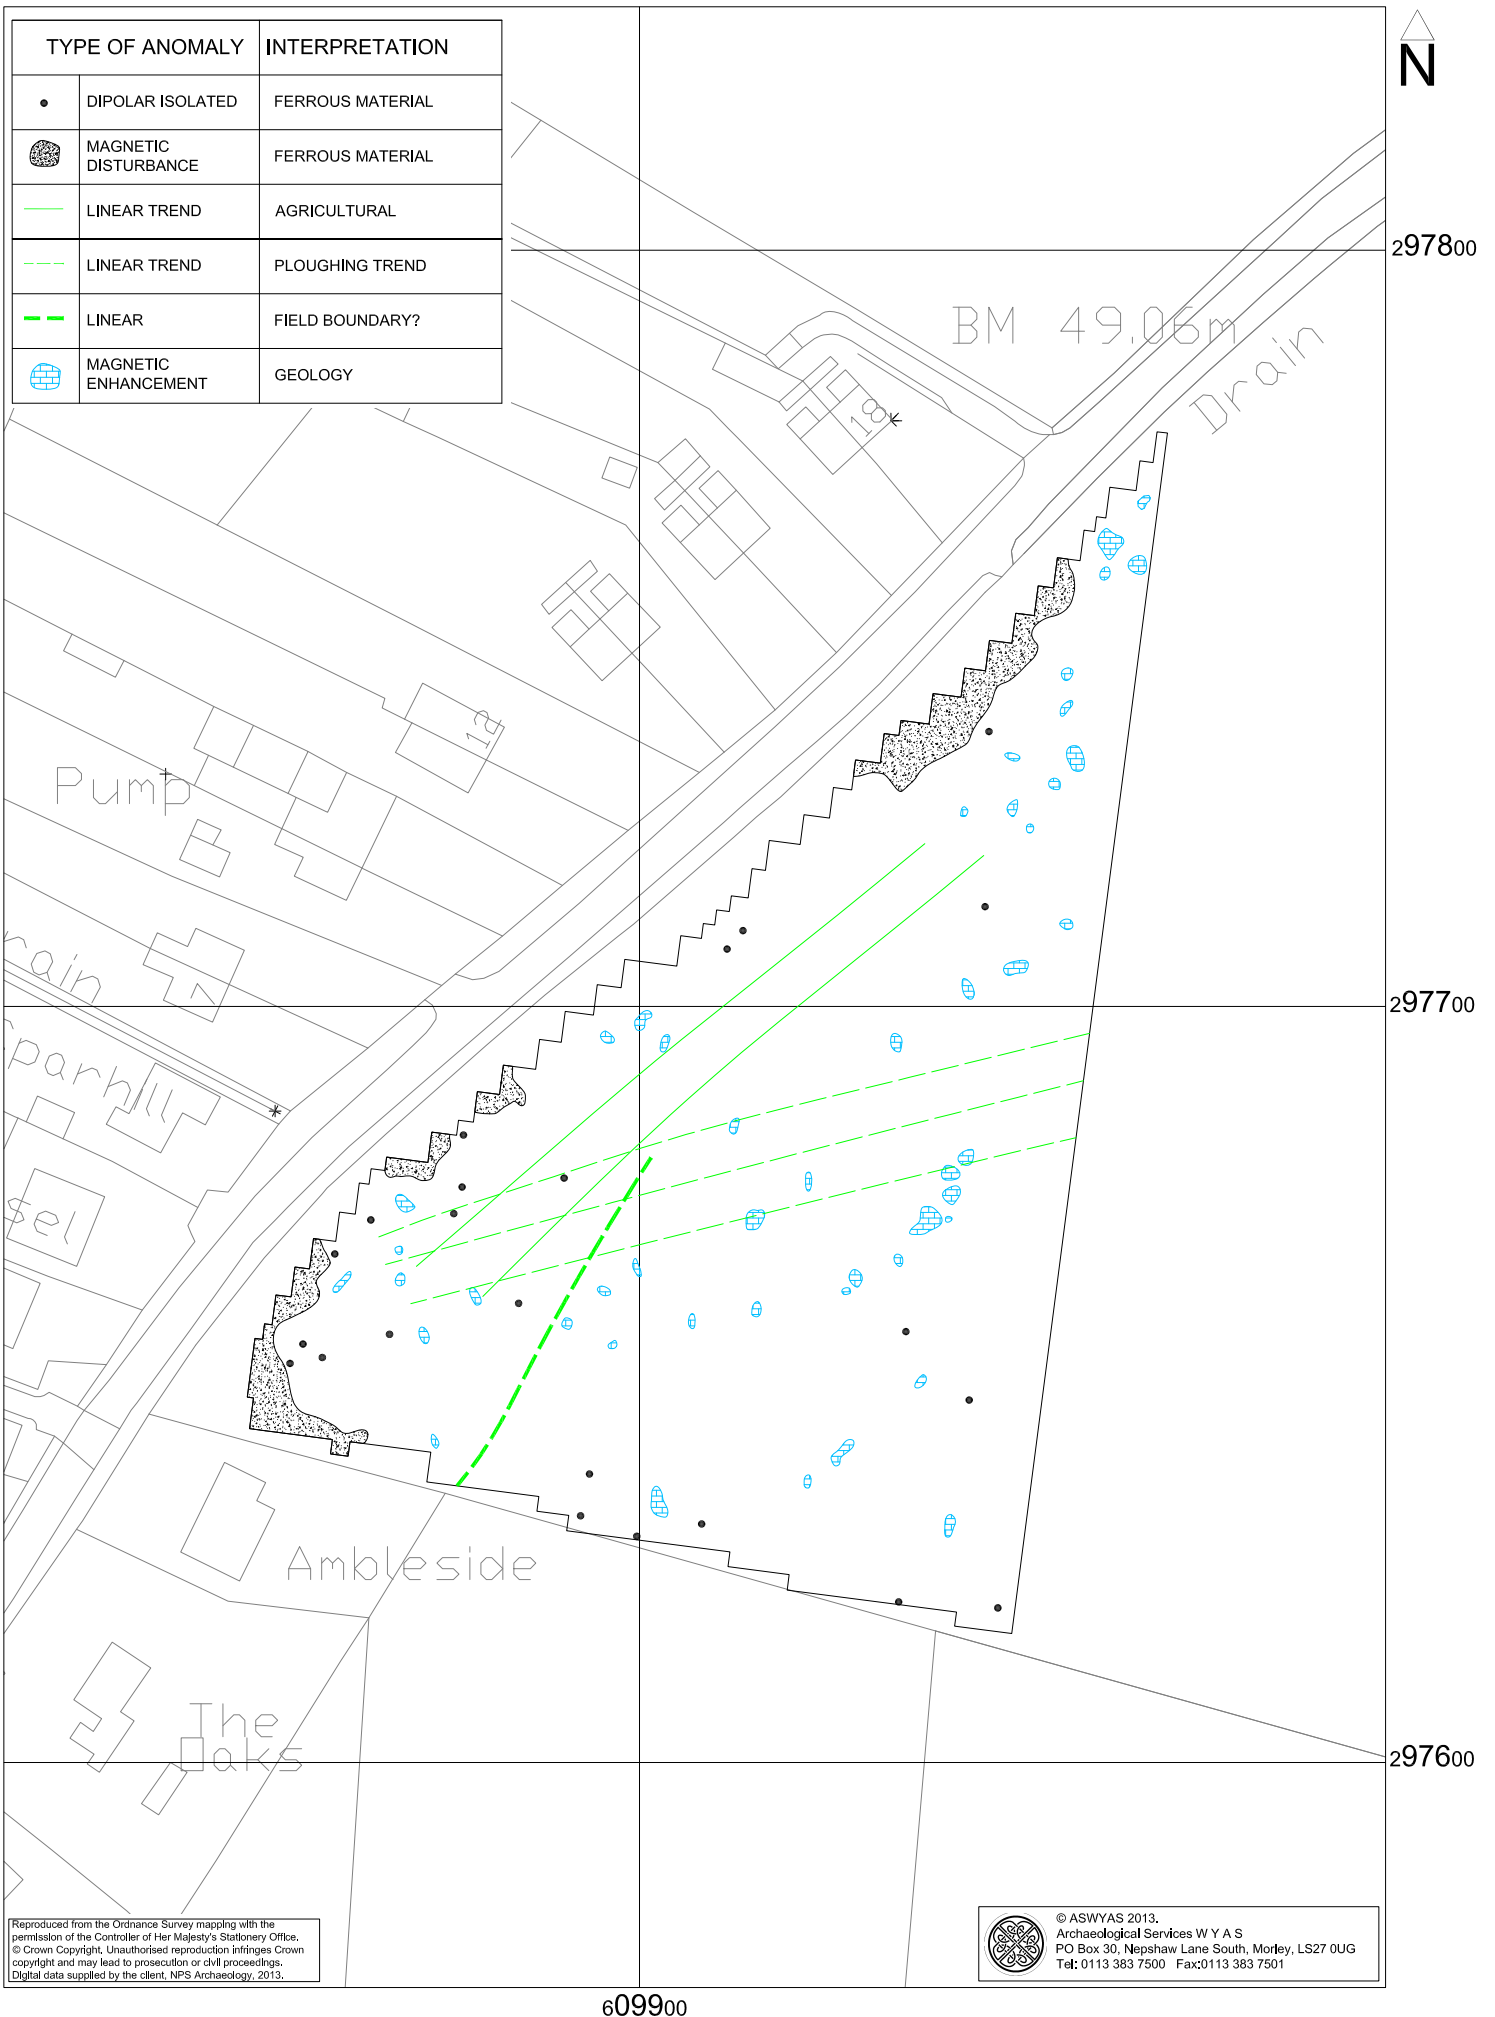 TYPE OF ANOMALY INTERPRETATION
DIPOLAR ISOLATED FERROUS MATERIAL
MAGNETIC
DISTURBANCE
FERROUS MATERIAL
LINEAR TREND AGRICULTURAL
LINEAR TREND PLOUGHING TREND
LINEAR FIELD BOUNDARY?
MAGNETIC
ENHANCEMENT
GEOLOGY
N
297800
BM 49.06m
Drain
18
12
Pump
rain
7
297700
Sparhill
sel
Ambleside
The
Oaks
297600
Reproduced from the Ordnance Survey mapping with the
permission of the Controller of Her Majesty's Stationery Office.
© Crown Copyright. Unauthorised reproduction infringes Crown
copyright and may lead to prosecution or civil proceedings.
Digital data supplied by the client, NPS Archaeology, 2013.
© ASWYAS 2013.
Archaeological Services W Y A S
PO Box 30, Nepshaw Lane South, Morley, LS27 0UG
Tel: 0113 383 7500 Fax:0113 383 7501
609900